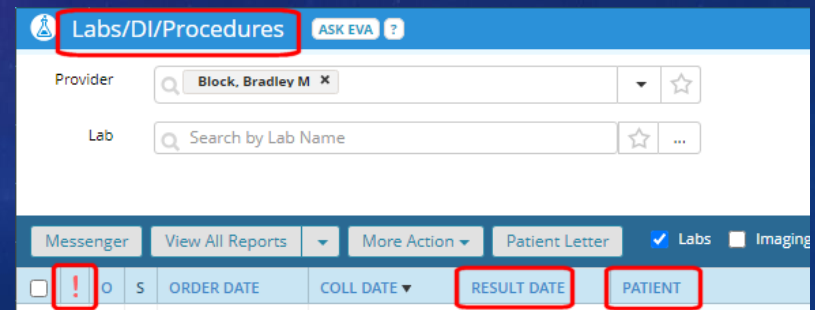 Labs/DI/Procedures ASK EVA ?
Provider Block, Bradley M ×
Lab Search by Lab Name ...
Messenger View All Reports More Action Patient Letter Labs Imaging
! O S ORDER DATE COLL DATE RESULT DATE PATIENT